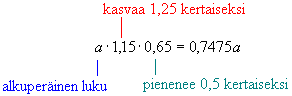 kasvaa 1,25 kertaiseksi
a · 1,15 · 0,65 = 0,7475a
alkuperäinen luku
pienenee 0,5 kertaiseksi